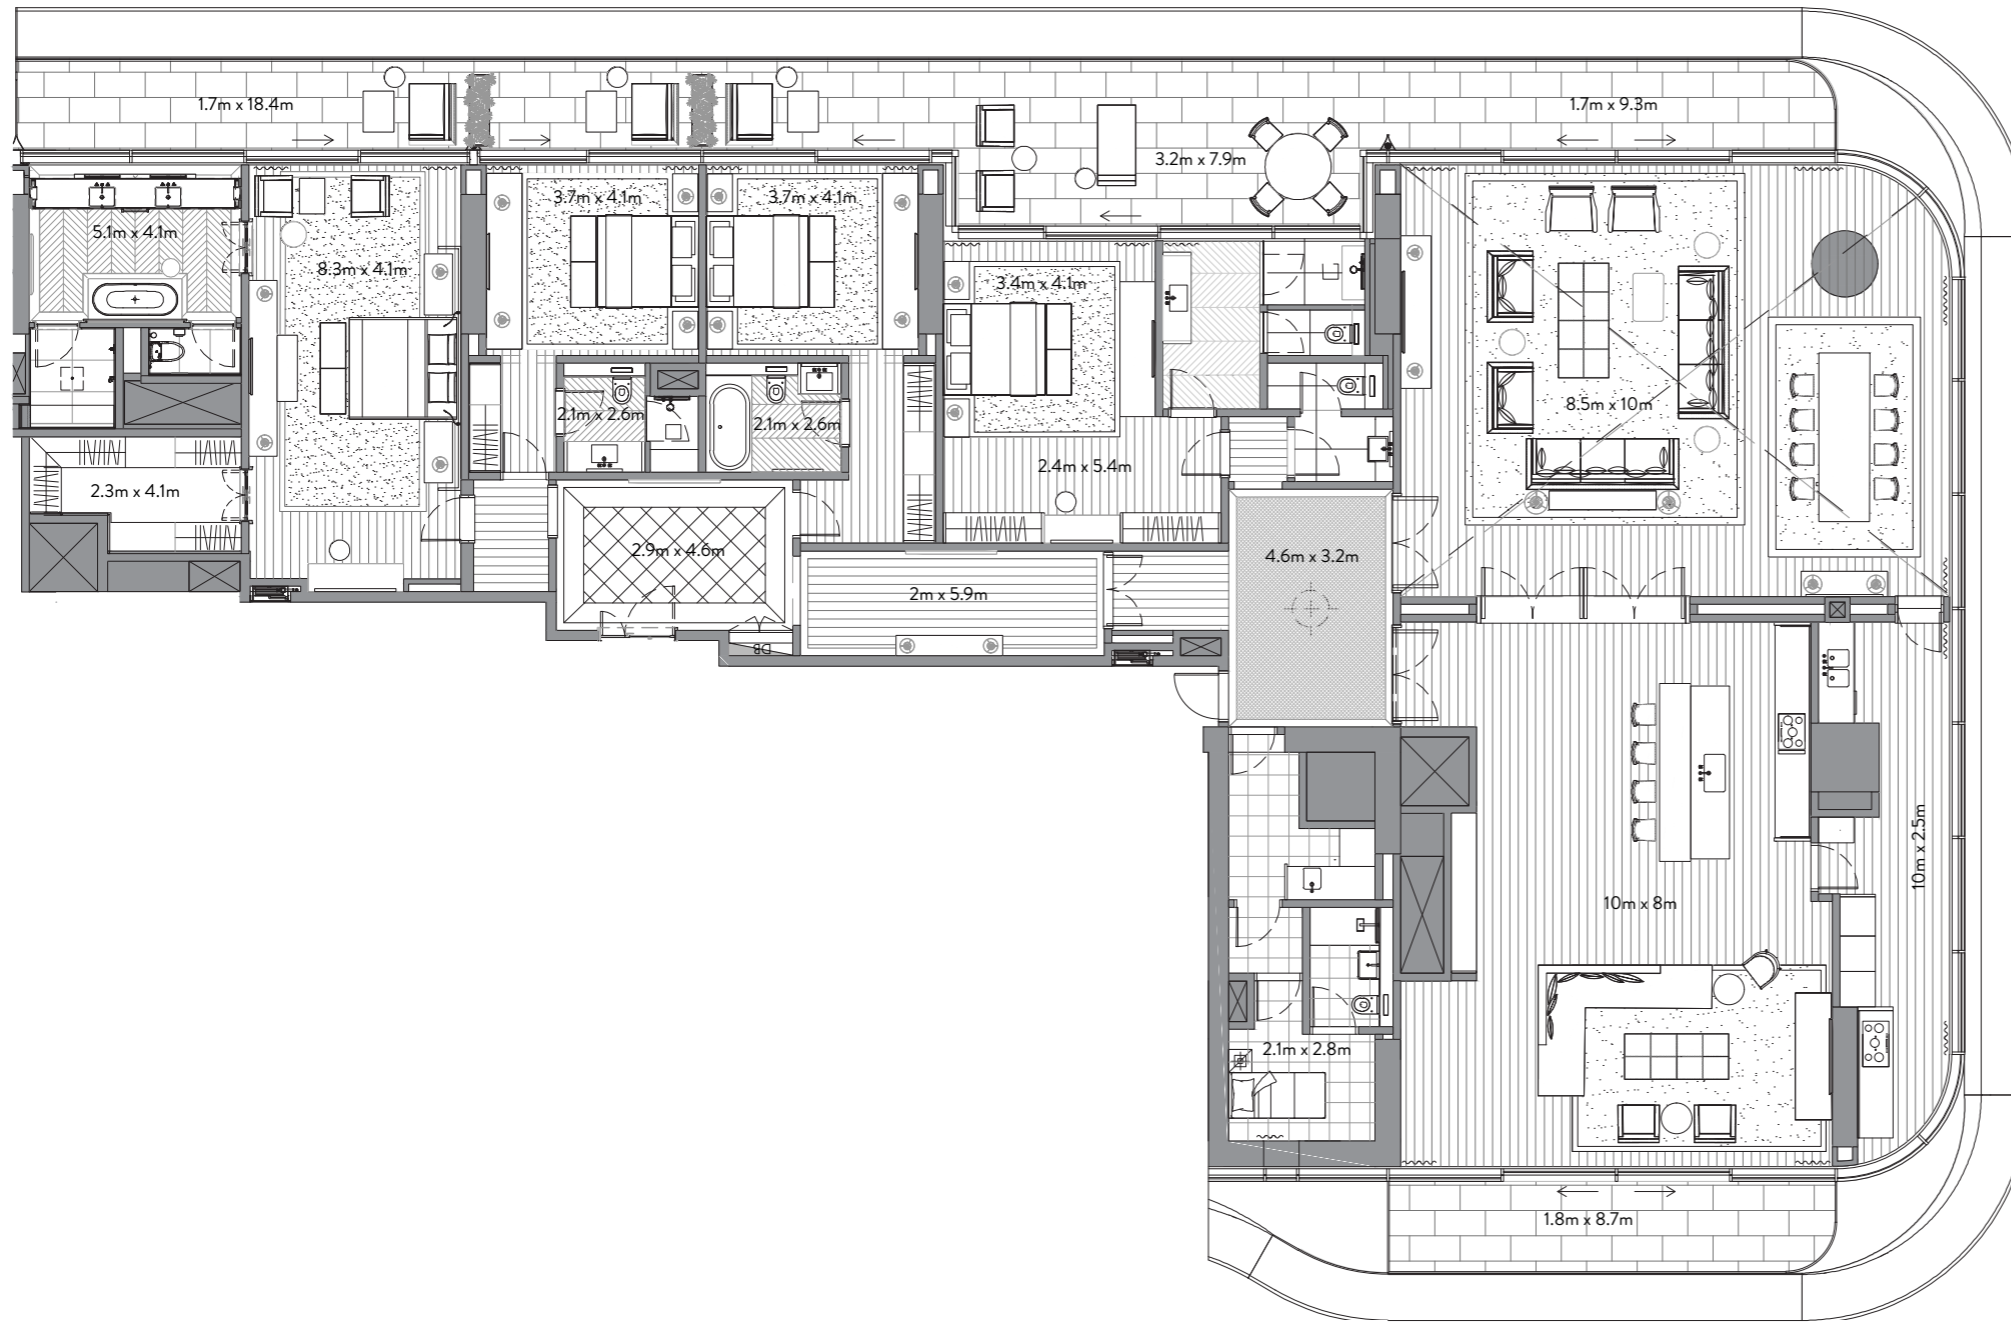 1.7m x 18.4m
1.7m x 9.3m
3.2m x 7.9m
5.1m x 4.1m
3.7m x 4.1m
3.7m x 4.1m
8.3m x 4.1m
3.4m x 4.1m
8.5m x 10m
2.1m x 2.6m
2.1m x 2.6m
2.4m x 5.4m
2.3m x 4.1m
2.9m x 4.6m
4.6m x 3.2m
2m x 5.9m
DB
10m x 2.5m
10m x 8m
2.1m x 2.8m
1.8m x 8.7m